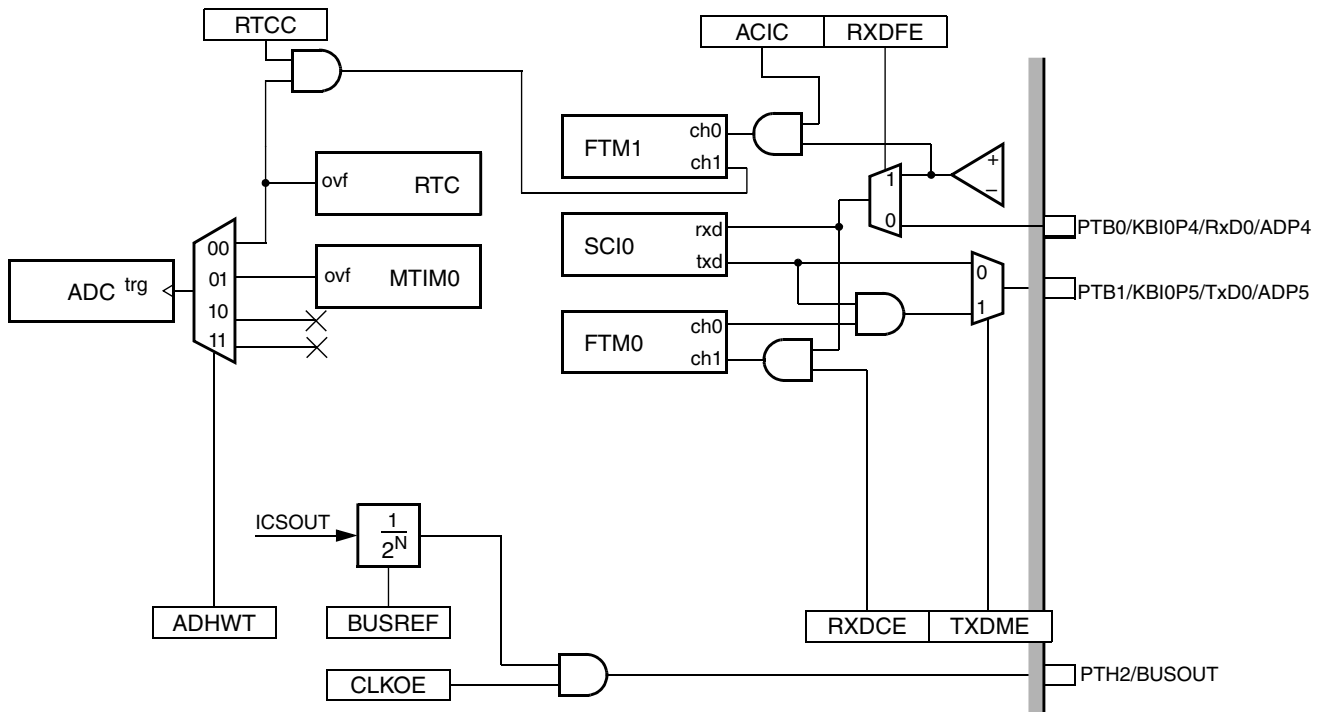 RTCC
ACIC RXDFE
FTM1 ch0
ch1
+
−
1
0
ovf RTC
SCI0 rxd
txd
PTB0/KBI0P4/RxD0/ADP4
00
01
10
11
ovf MTIM0
ADC trg
0
1
PTB1/KBI0P5/TxD0/ADP5
FTM0 ch0
ch1
ICSOUT
1
2N
ADHWT
BUSREF
RXDCE TXDME
CLKOE
PTH2/BUSOUT